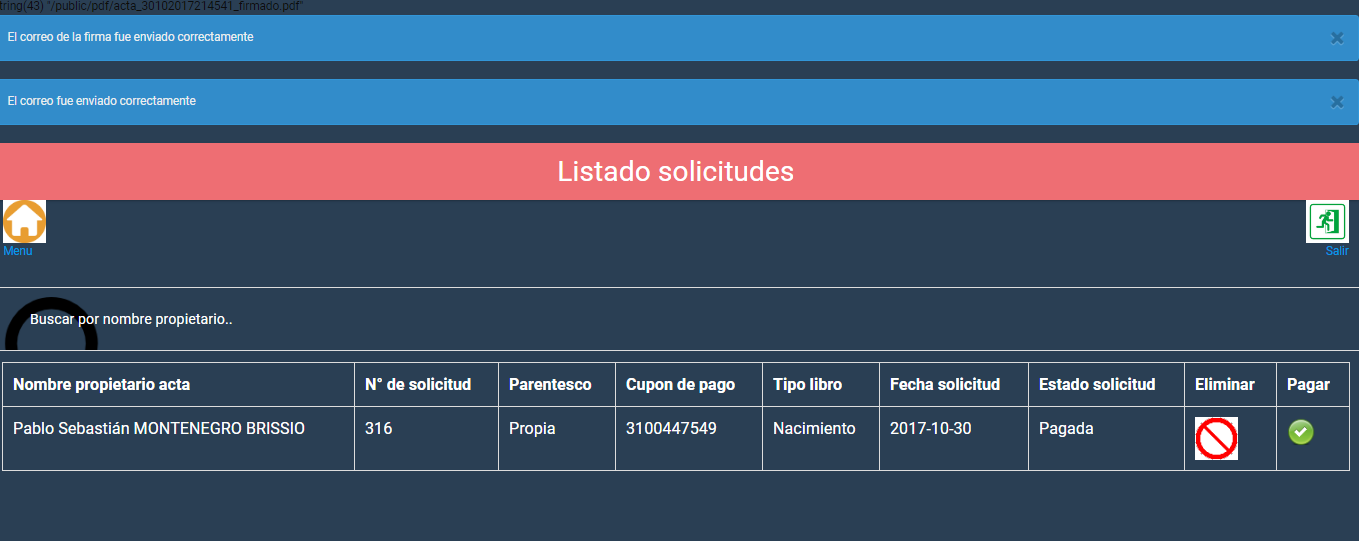 tring(43) "/public/pdf/acta_30102017214541_firmado.pdf"
El correo de la firma fue enviado correctamente ×
El correo fue enviado correctamente ×
Listado solicitudes
Menu Salir
Buscar por nombre propietario..
Nombre propietario acta N° de solicitud Parentesco Cupon de pago Tipo libro Fecha solicitud Estado solicitud Eliminar Pagar
Pablo Sebastián MONTENEGRO BRISSIO 316 Propia 3100447549 Nacimiento 2017-10-30 Pagada